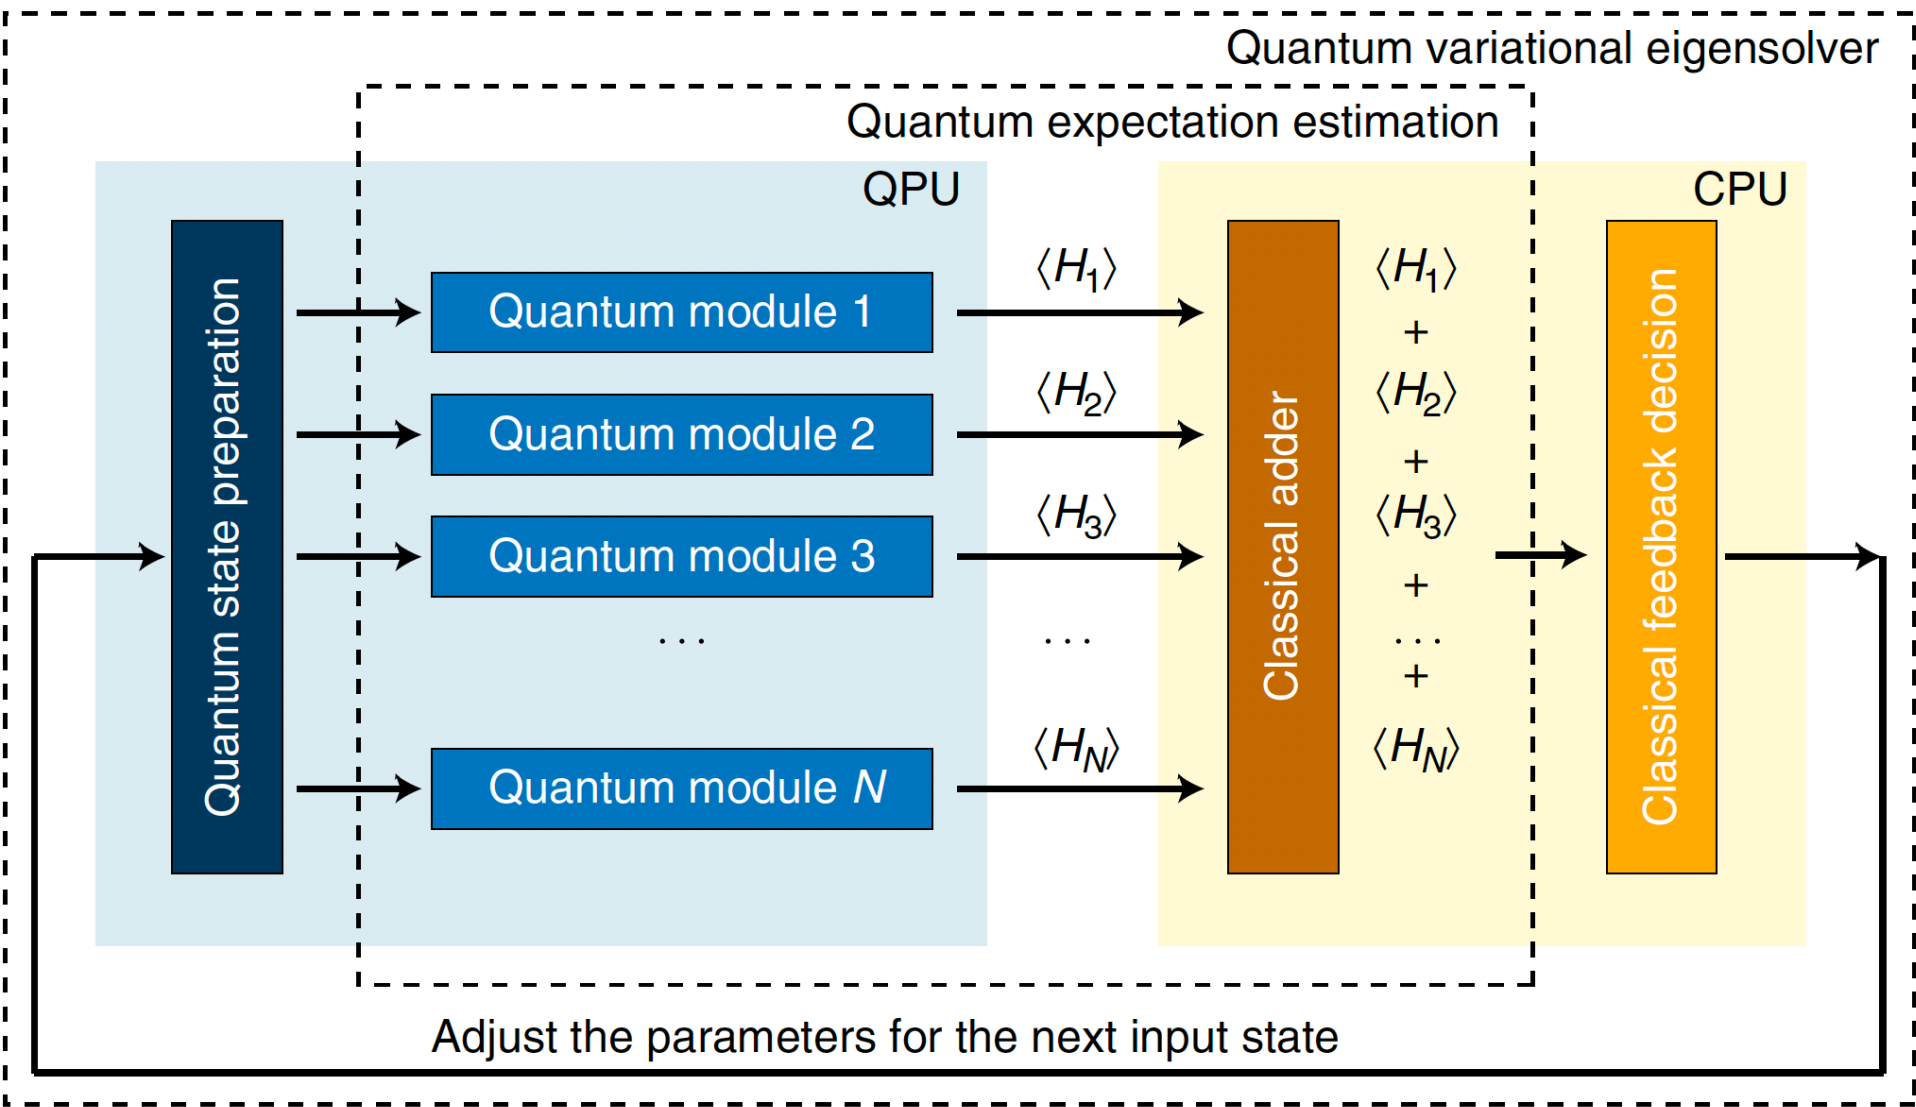 Quantum variational eigensolver
Quantum expectation estimation
QPU
CPU
Quantum state preparation
Quantum module 1
Quantum module 2
Quantum module 3
...
Quantum module N
⟨H₁⟩
⟨H₂⟩
⟨H₃⟩
...
⟨H_N⟩
Classical adder
⟨H₁⟩
+
⟨H₂⟩
+
⟨H₃⟩
+
...
+
⟨H_N⟩
Classical feedback decision
Adjust the parameters for the next input state